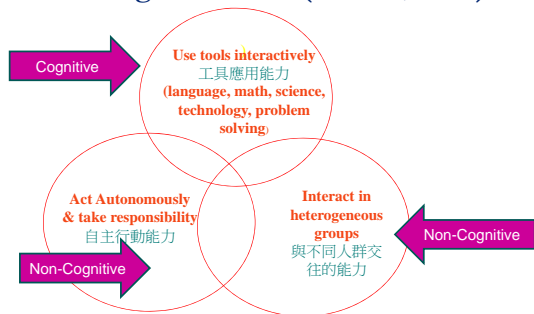 Cognitive
Use tools interactively
工具應用能力
(language, math, science,
technology, problem
solving)
Act Autonomously
& take responsibility
自主行動能力
Non-Cognitive
Interact in
heterogeneous
groups
與不同人群交
往的能力
Non-Cognitive